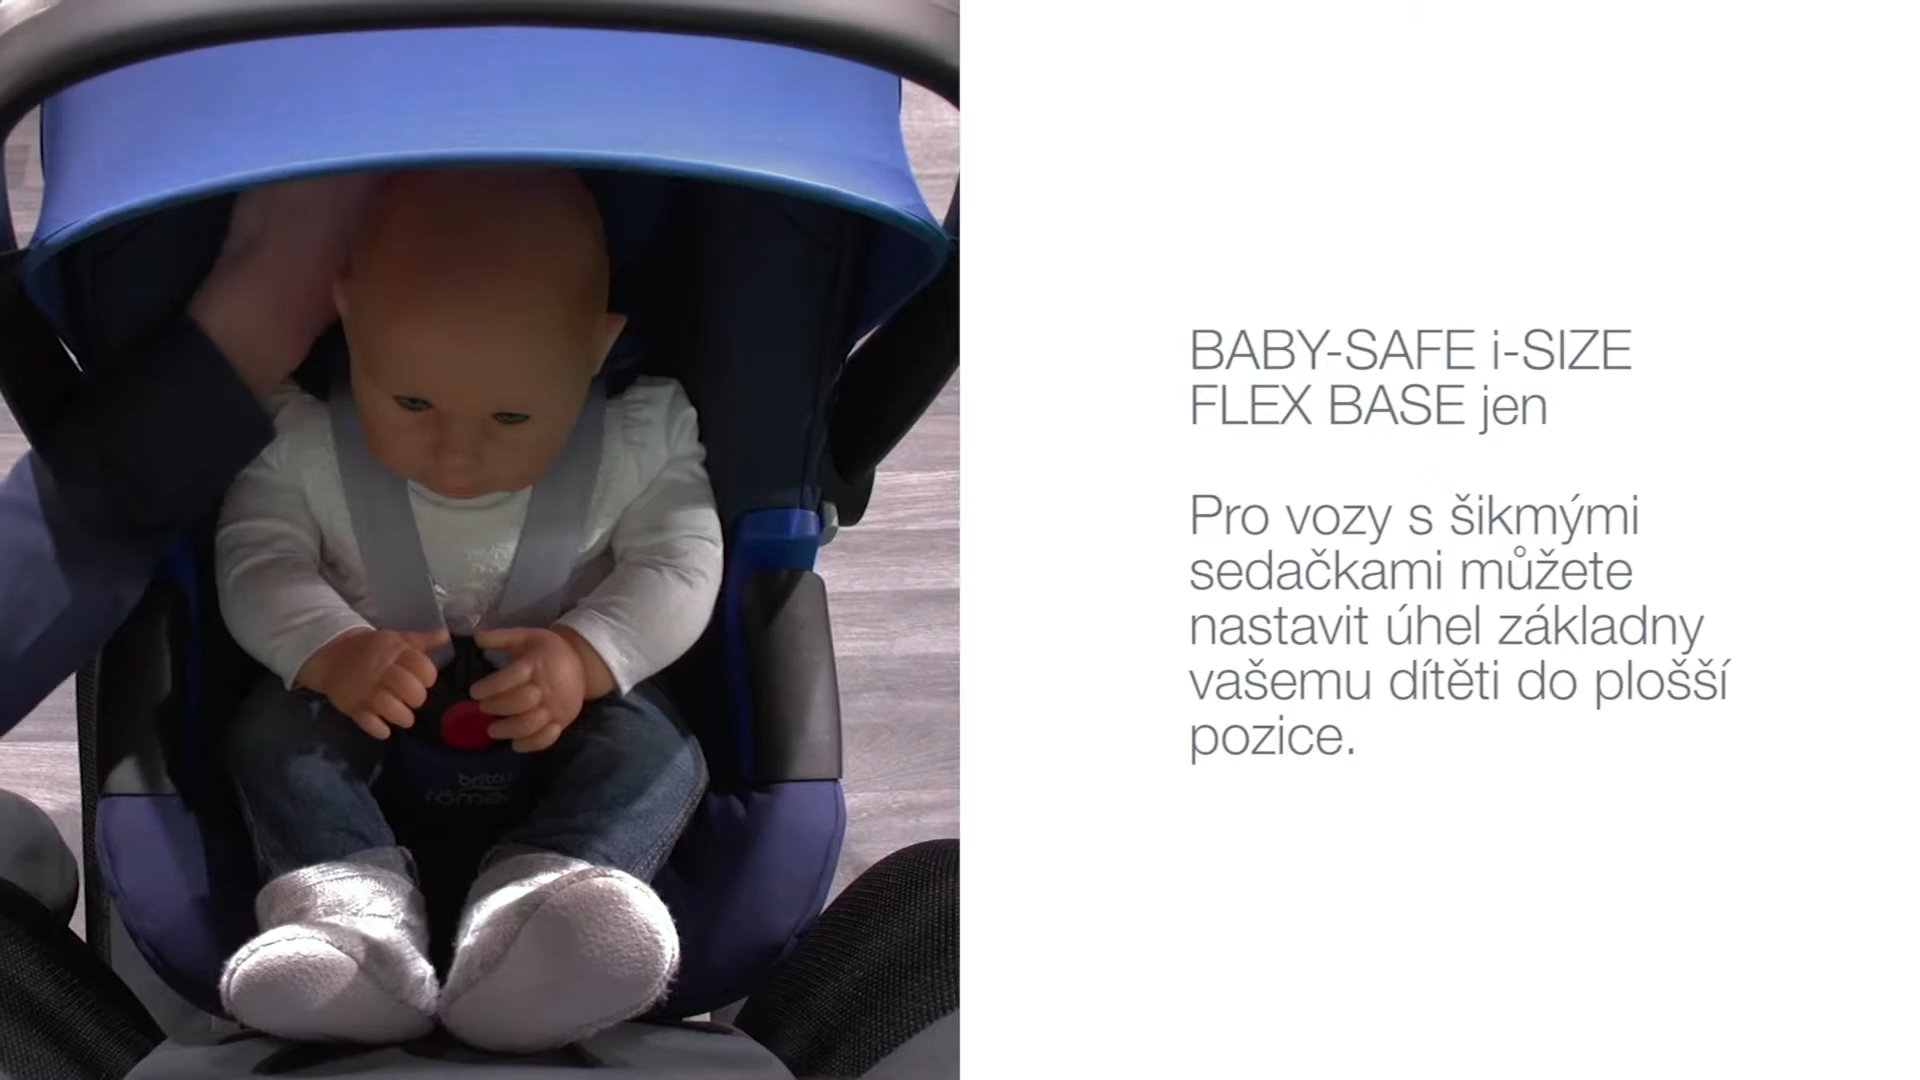 BABY-SAFE i-SIZE
FLEX BASE jen
Pro vozy s šikmými
sedačkami můžete
nastavit úhel základny
vašemu dítěti do plošší
pozice.